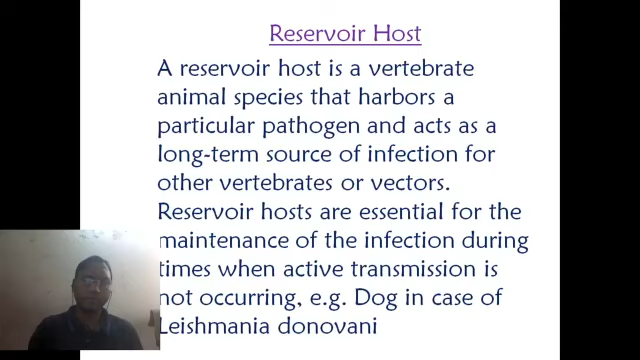 Reservoir Host
A reservoir host is a vertebrate
animal species that harbors a
particular pathogen and acts as a
long-term source of infection for
other vertebrates or vectors.
Reservoir hosts are essential for the
maintenance of the infection during
times when active transmission is
not occurring, e.g. Dog in case of
Leishmania donovani